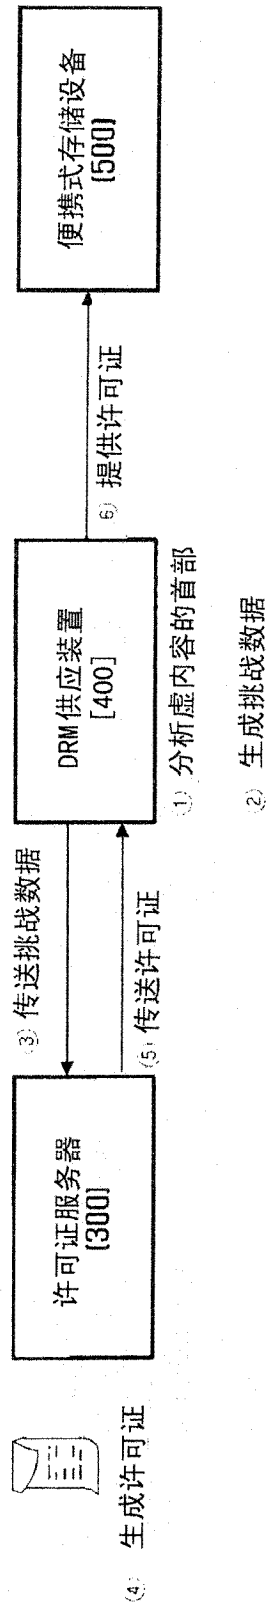 许可证服务器
(300)
DRM供应装置
[400]
便携式存储设备
(500)
③ 传送挑战数据
⑤ 传送许可证
⑥ 提供许可证
① 分析虚内容的首部
② 生成挑战数据
④ 生成许可证